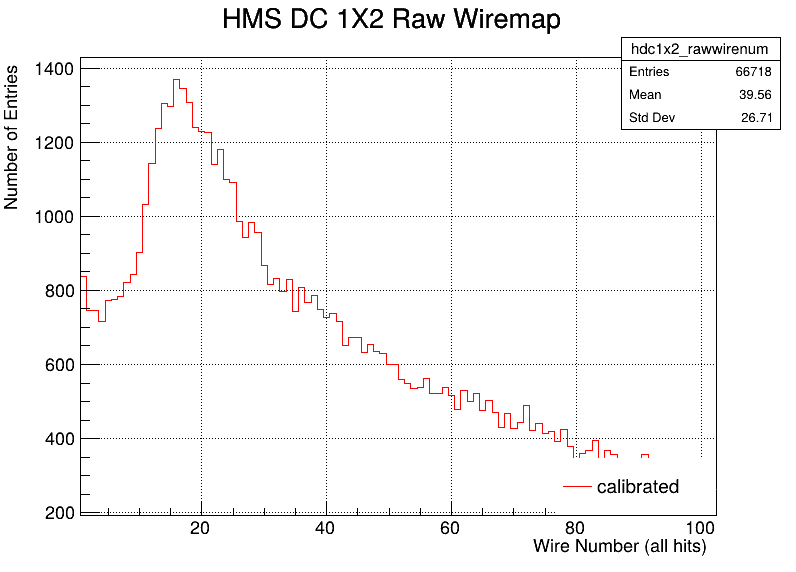 HMS DC 1X2 Raw Wiremap
hdc1x2_rawwirenum
Entries 66718
Mean 39.56
Std Dev 26.71
Number of Entries
1400
1200
1000
800
600
400
200
calibrated
20 40 60 80 100
Wire Number (all hits)